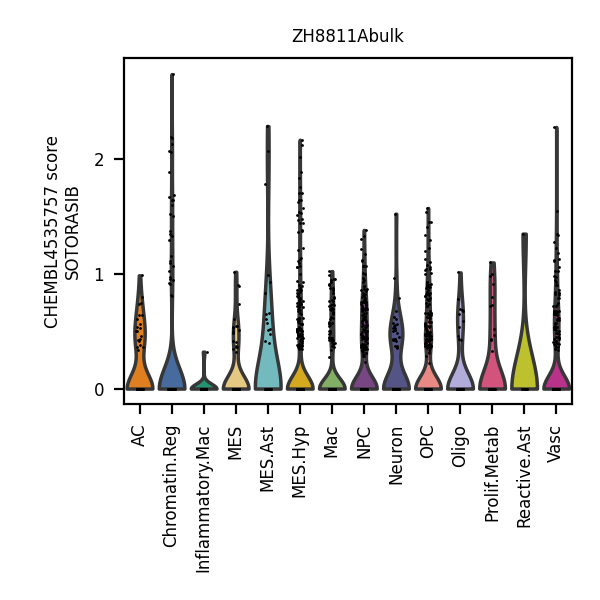 ZH8811Abulk
CHEMBL4535757 score
SOTORASIB
2
1
0
AC
Chromatin.Reg
Inflammatory.Mac
MES
MES.Ast
MES.Hyp
Mac
NPC
Neuron
OPC
Oligo
Prolif.Metab
Reactive.Ast
Vasc